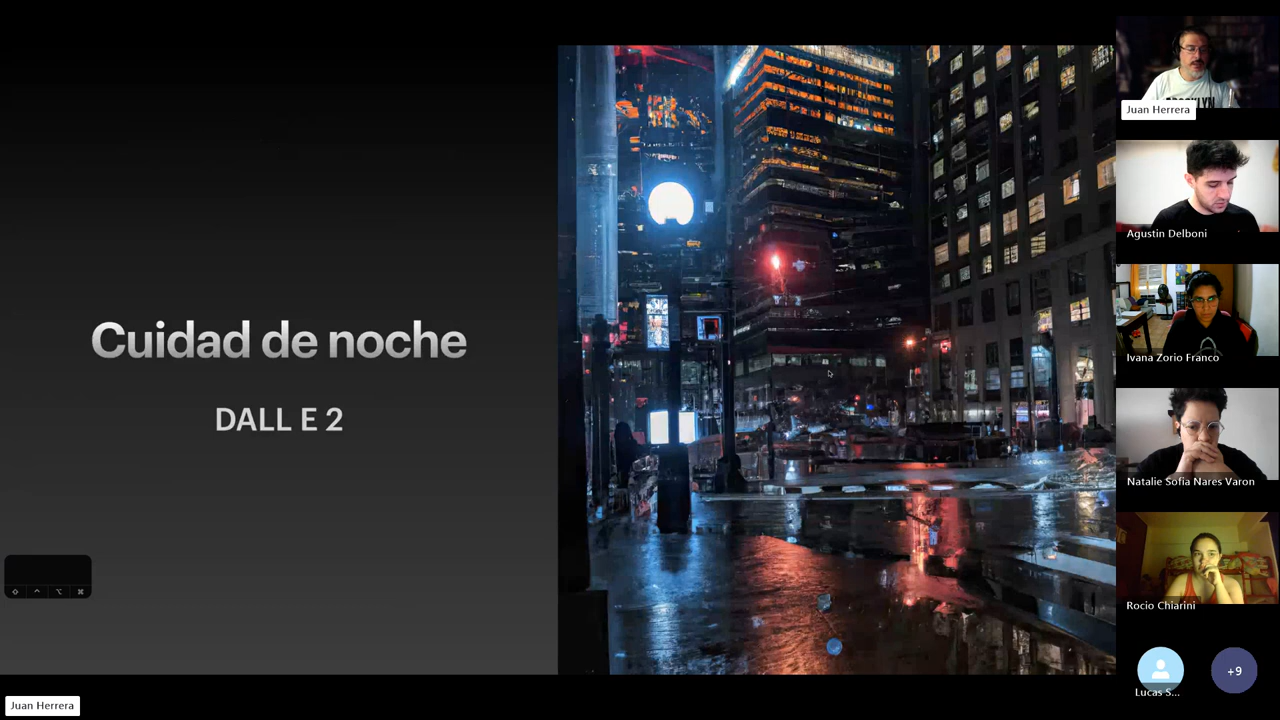 Cuidad de noche
DALL E 2
Juan Herrera
Juan Herrera
Agustin Delboni
Ivana Zorio Franco
Natalie Sofia Nares Varon
Rocio Chiarini
Lucas S...
+9